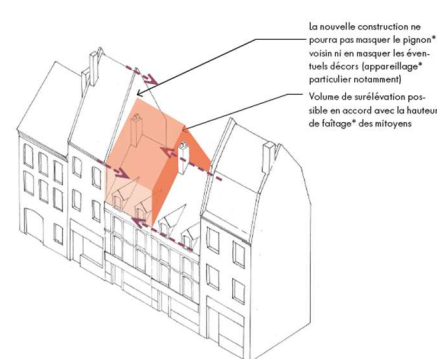 La nouvelle construction ne
pourra pas masquer le pignon*
voisin ni en masquer les éven-
tuels décors (appareillage*
particulier notamment)
Volume de surélévation pos-
sible en accord avec la hauteur
de faîtage* des mitoyens